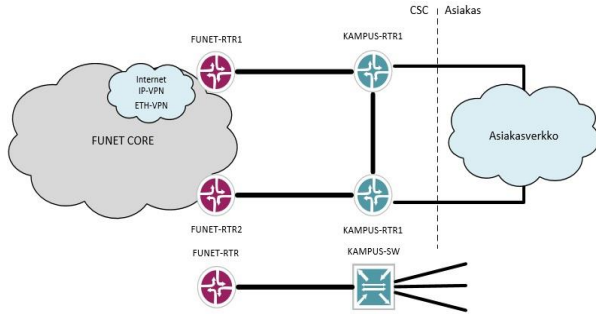 CSC Asiakas
FUNET-RTR1
KAMPUS-RTR1
Internet
IP-VPN
ETH-VPN
FUNET CORE
Asiakasverkko
FUNET-RTR2
KAMPUS-RTR1
FUNET-RTR
KAMPUS-SW